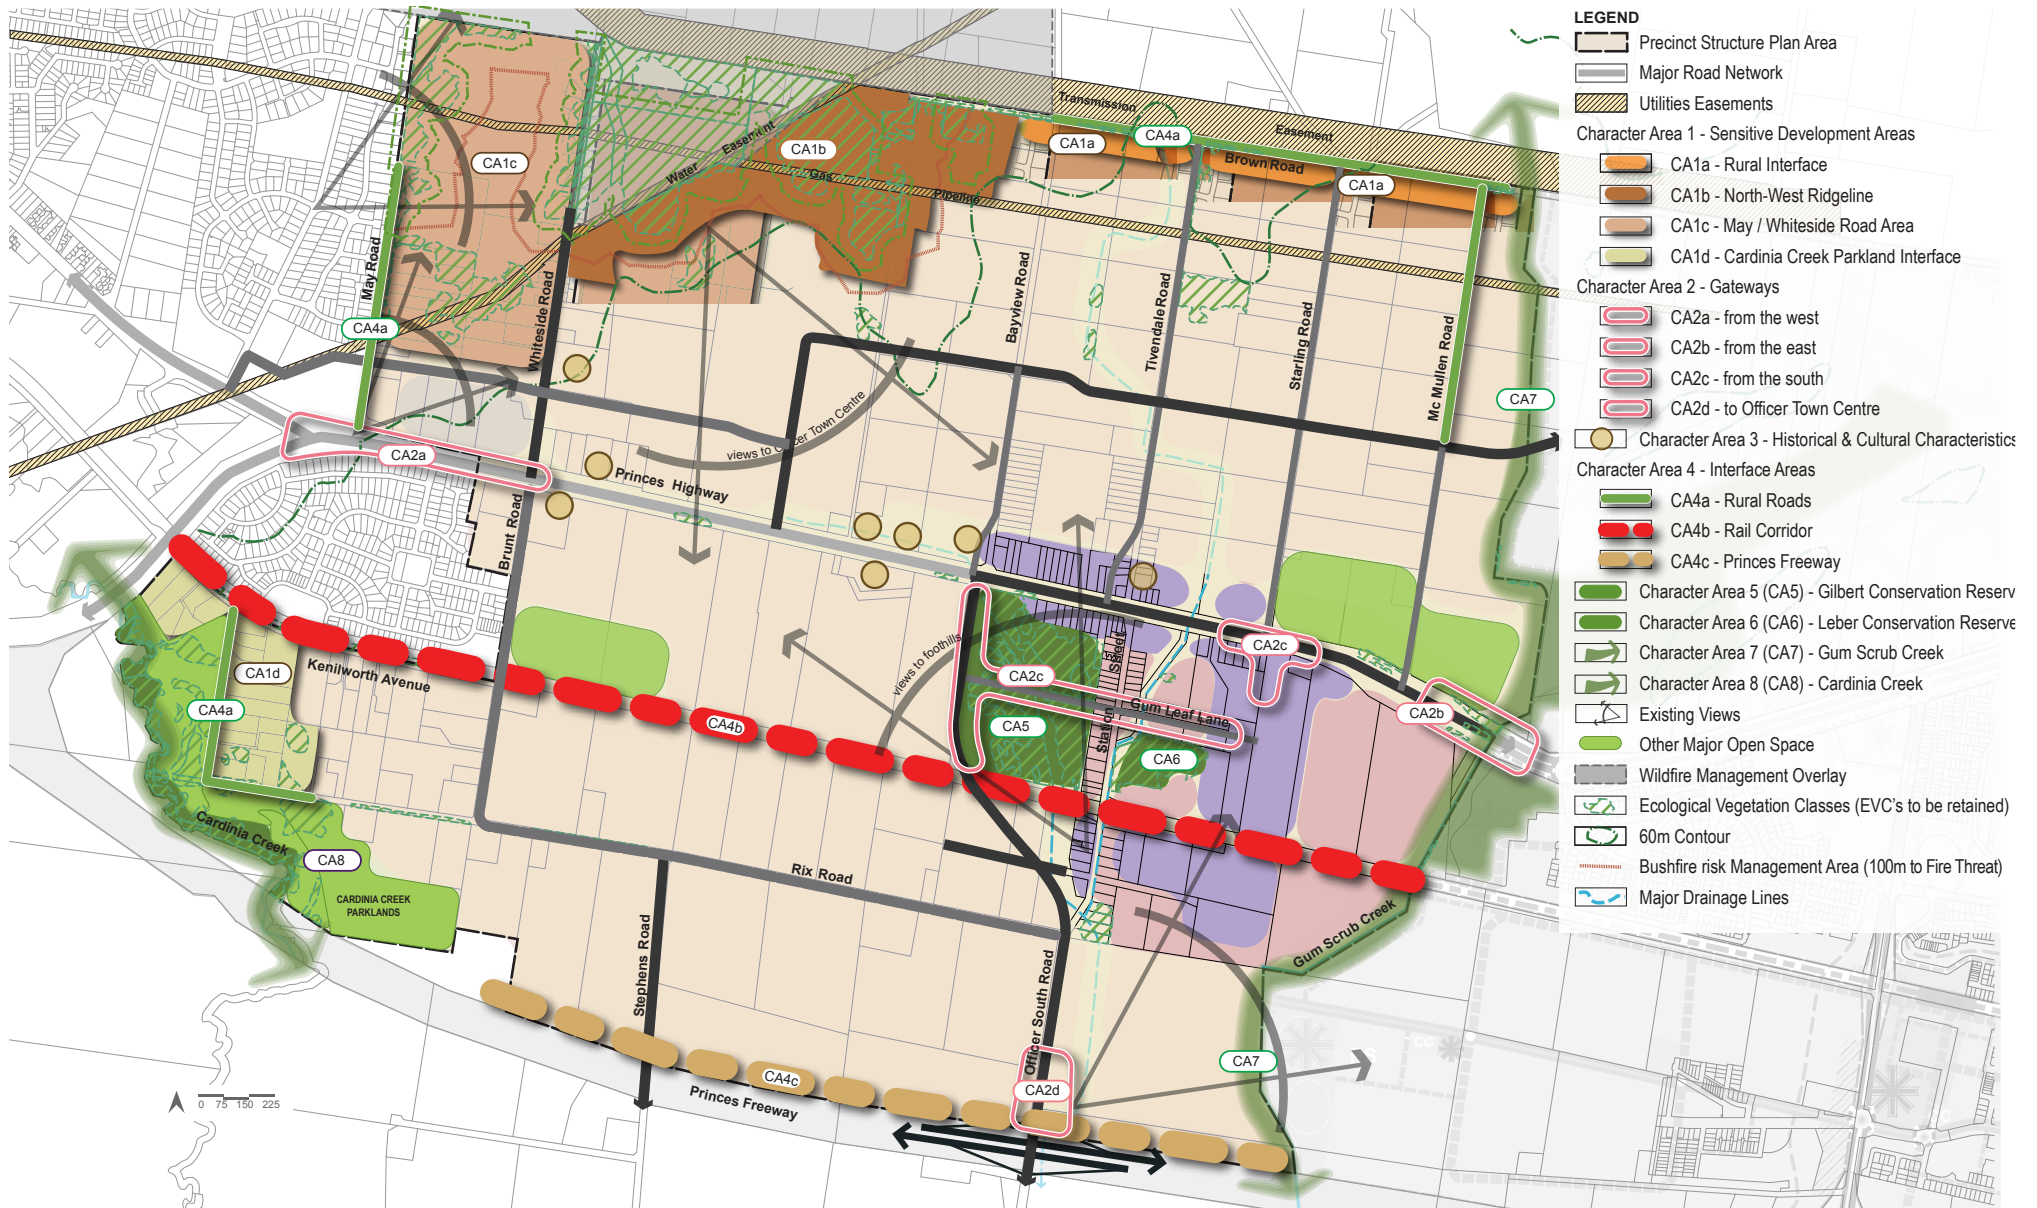 LEGEND
Precinct Structure Plan Area
Major Road Network
Utilities Easements
Character Area 1 - Sensitive Development Areas
CA1a - Rural Interface
CA1b - North-West Ridgeline
CA1c - May / Whiteside Road Area
CA1d - Cardinia Creek Parkland Interface
Character Area 2 - Gateways
CA2a - from the west
CA2b - from the east
CA2c - from the south
CA2d - to Officer Town Centre
Character Area 3 - Historical & Cultural Characteristics
Character Area 4 - Interface Areas
CA4a - Rural Roads
CA4b - Rail Corridor
CA4c - Princes Freeway
Character Area 5 (CA5) - Gilbert Conservation Reserv
Character Area 6 (CA6) - Leber Conservation Reserve
Character Area 7 (CA7) - Gum Scrub Creek
Character Area 8 (CA8) - Cardinia Creek
Existing Views
Other Major Open Space
Wildfire Management Overlay
Ecological Vegetation Classes (EVC's to be retained)
60m Contour
Bushfire risk Management Area (100m to Fire Threat)
Major Drainage Lines
Transmission
Easement
CA4a
CA1a
Brown Road
CA1a
CA1b
CA1c
Water
Easement
Gas
Pipeline
May Road
CA4a
Whiteside Road
Bayview Road
Tivendale Road
Starling Road
Mc Mullen Road
CA7
CA2a
views to Officer Town Centre
Princes Highway
Brunt Road
views to foothills
CA2c
CA2c
CA2b
Gum Leaf Lane
Station Street
CA5
CA6
CA1d
Kenilworth Avenue
CA4a
CA4b
Cardinia Creek
CA8
CARDINIA CREEK
PARKLANDS
Rix Road
Stephens Road
Officer South Road
Gum Scrub Creek
CA7
CA4c
CA2d
Princes Freeway
0 75 150 225
CC